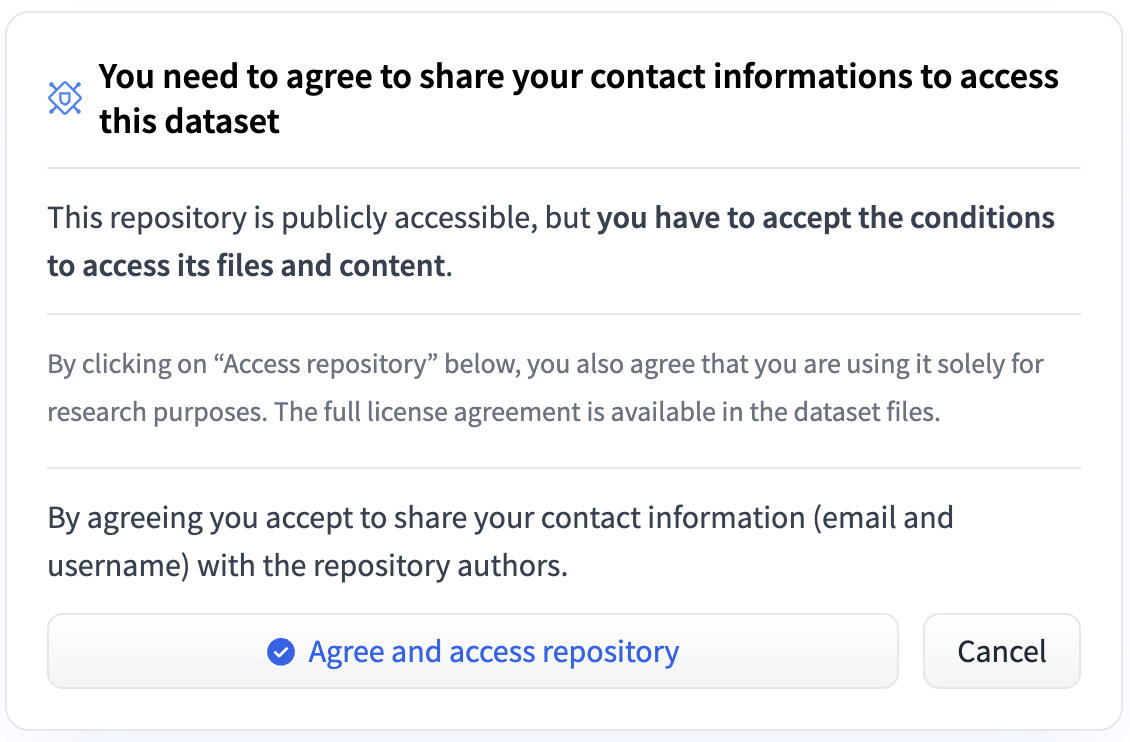 You need to agree to share your contact informations to access
this dataset
This repository is publicly accessible, but you have to accept the conditions
to access its files and content.
By clicking on “Access repository” below, you also agree that you are using it solely for
research purposes. The full license agreement is available in the dataset files.
By agreeing you accept to share your contact information (email and
username) with the repository authors.
Agree and access repository
Cancel